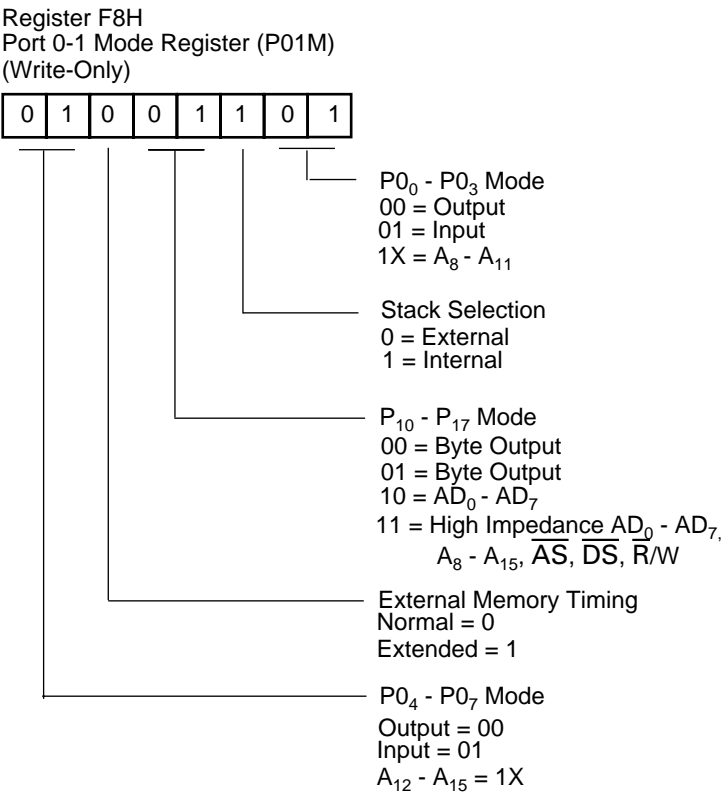 Register F8H
Port 0-1 Mode Register (P01M)
(Write-Only)
0 1 0 0 1 1 0 1
P0₀ - P0₃ Mode
00 = Output
01 = Input
1X = A₈ - A₁₁
Stack Selection
0 = External
1 = Internal
P₁₀ - P₁₇ Mode
00 = Byte Output
01 = Byte Output
10 = AD₀ - AD₇
11 = High Impedance AD₀ - AD₇,
A₈ - A₁₅, A̅S̅, D̅S̅, R̅/W
External Memory Timing
Normal = 0
Extended = 1
P0₄ - P0₇ Mode
Output = 00
Input = 01
A₁₂ - A₁₅ = 1X